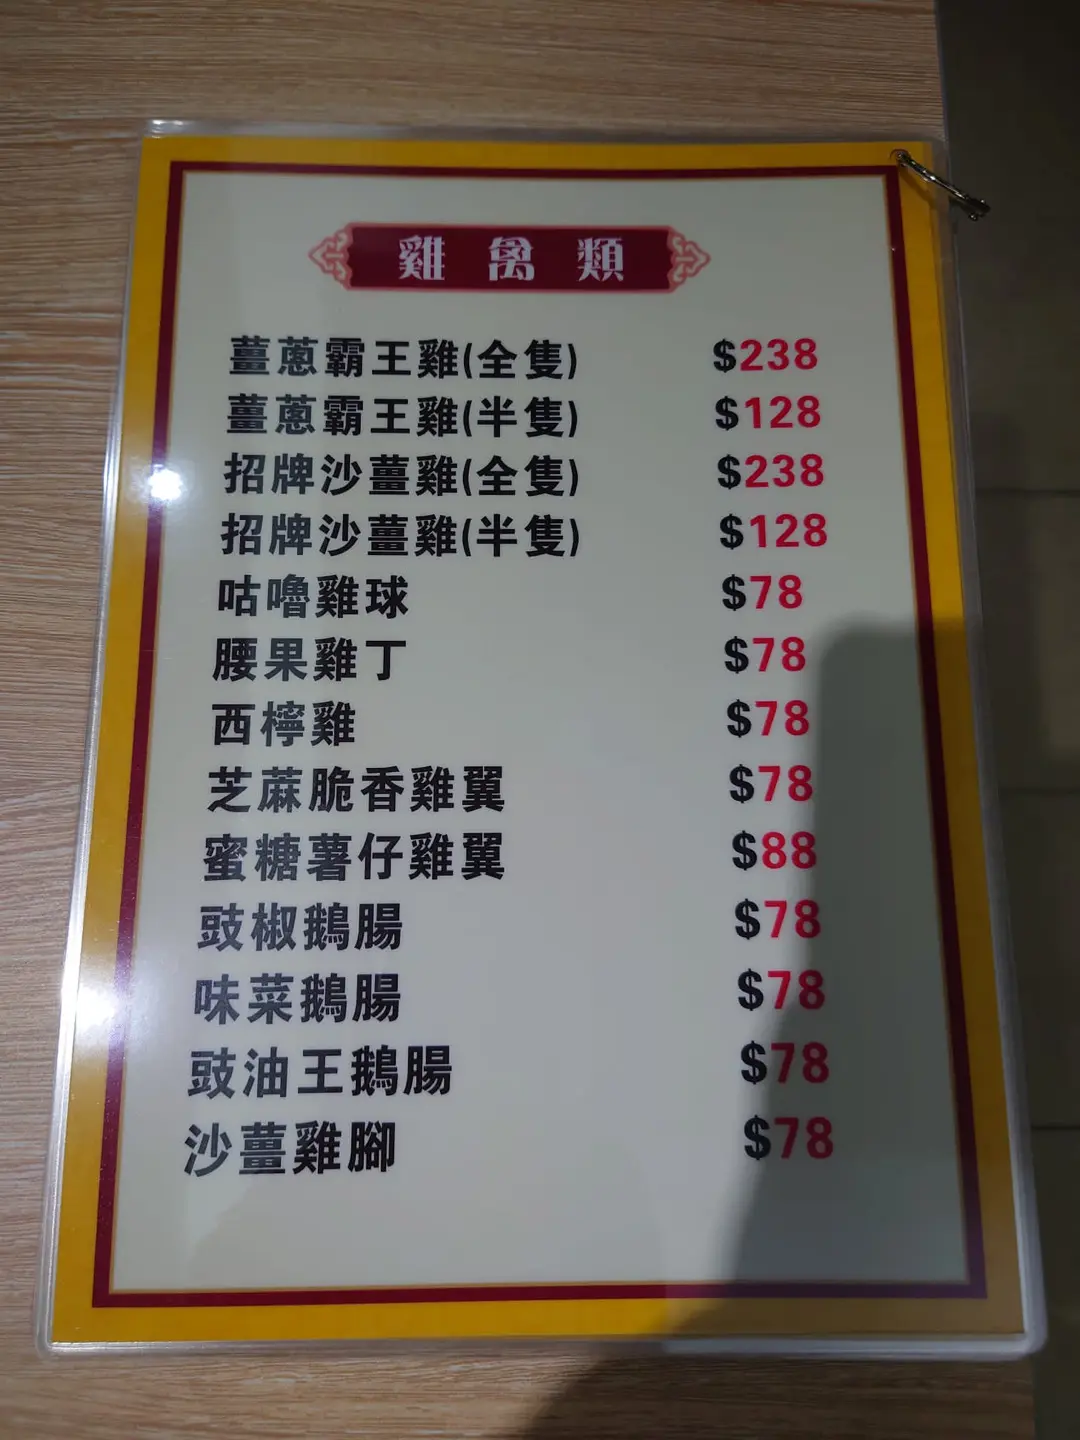 雞禽類
薑蔥霸王雞(全隻) $238
薑蔥霸王雞(半隻) $128
招牌沙薑雞(全隻) $238
招牌沙薑雞(半隻) $128
咕嚕雞球 $78
腰果雞丁 $78
西檸雞 $78
芝蔴脆香雞翼 $78
蜜糖薯仔雞翼 $88
豉椒鵝腸 $78
味菜鵝腸 $78
豉油王鵝腸 $78
沙薑雞腳 $78